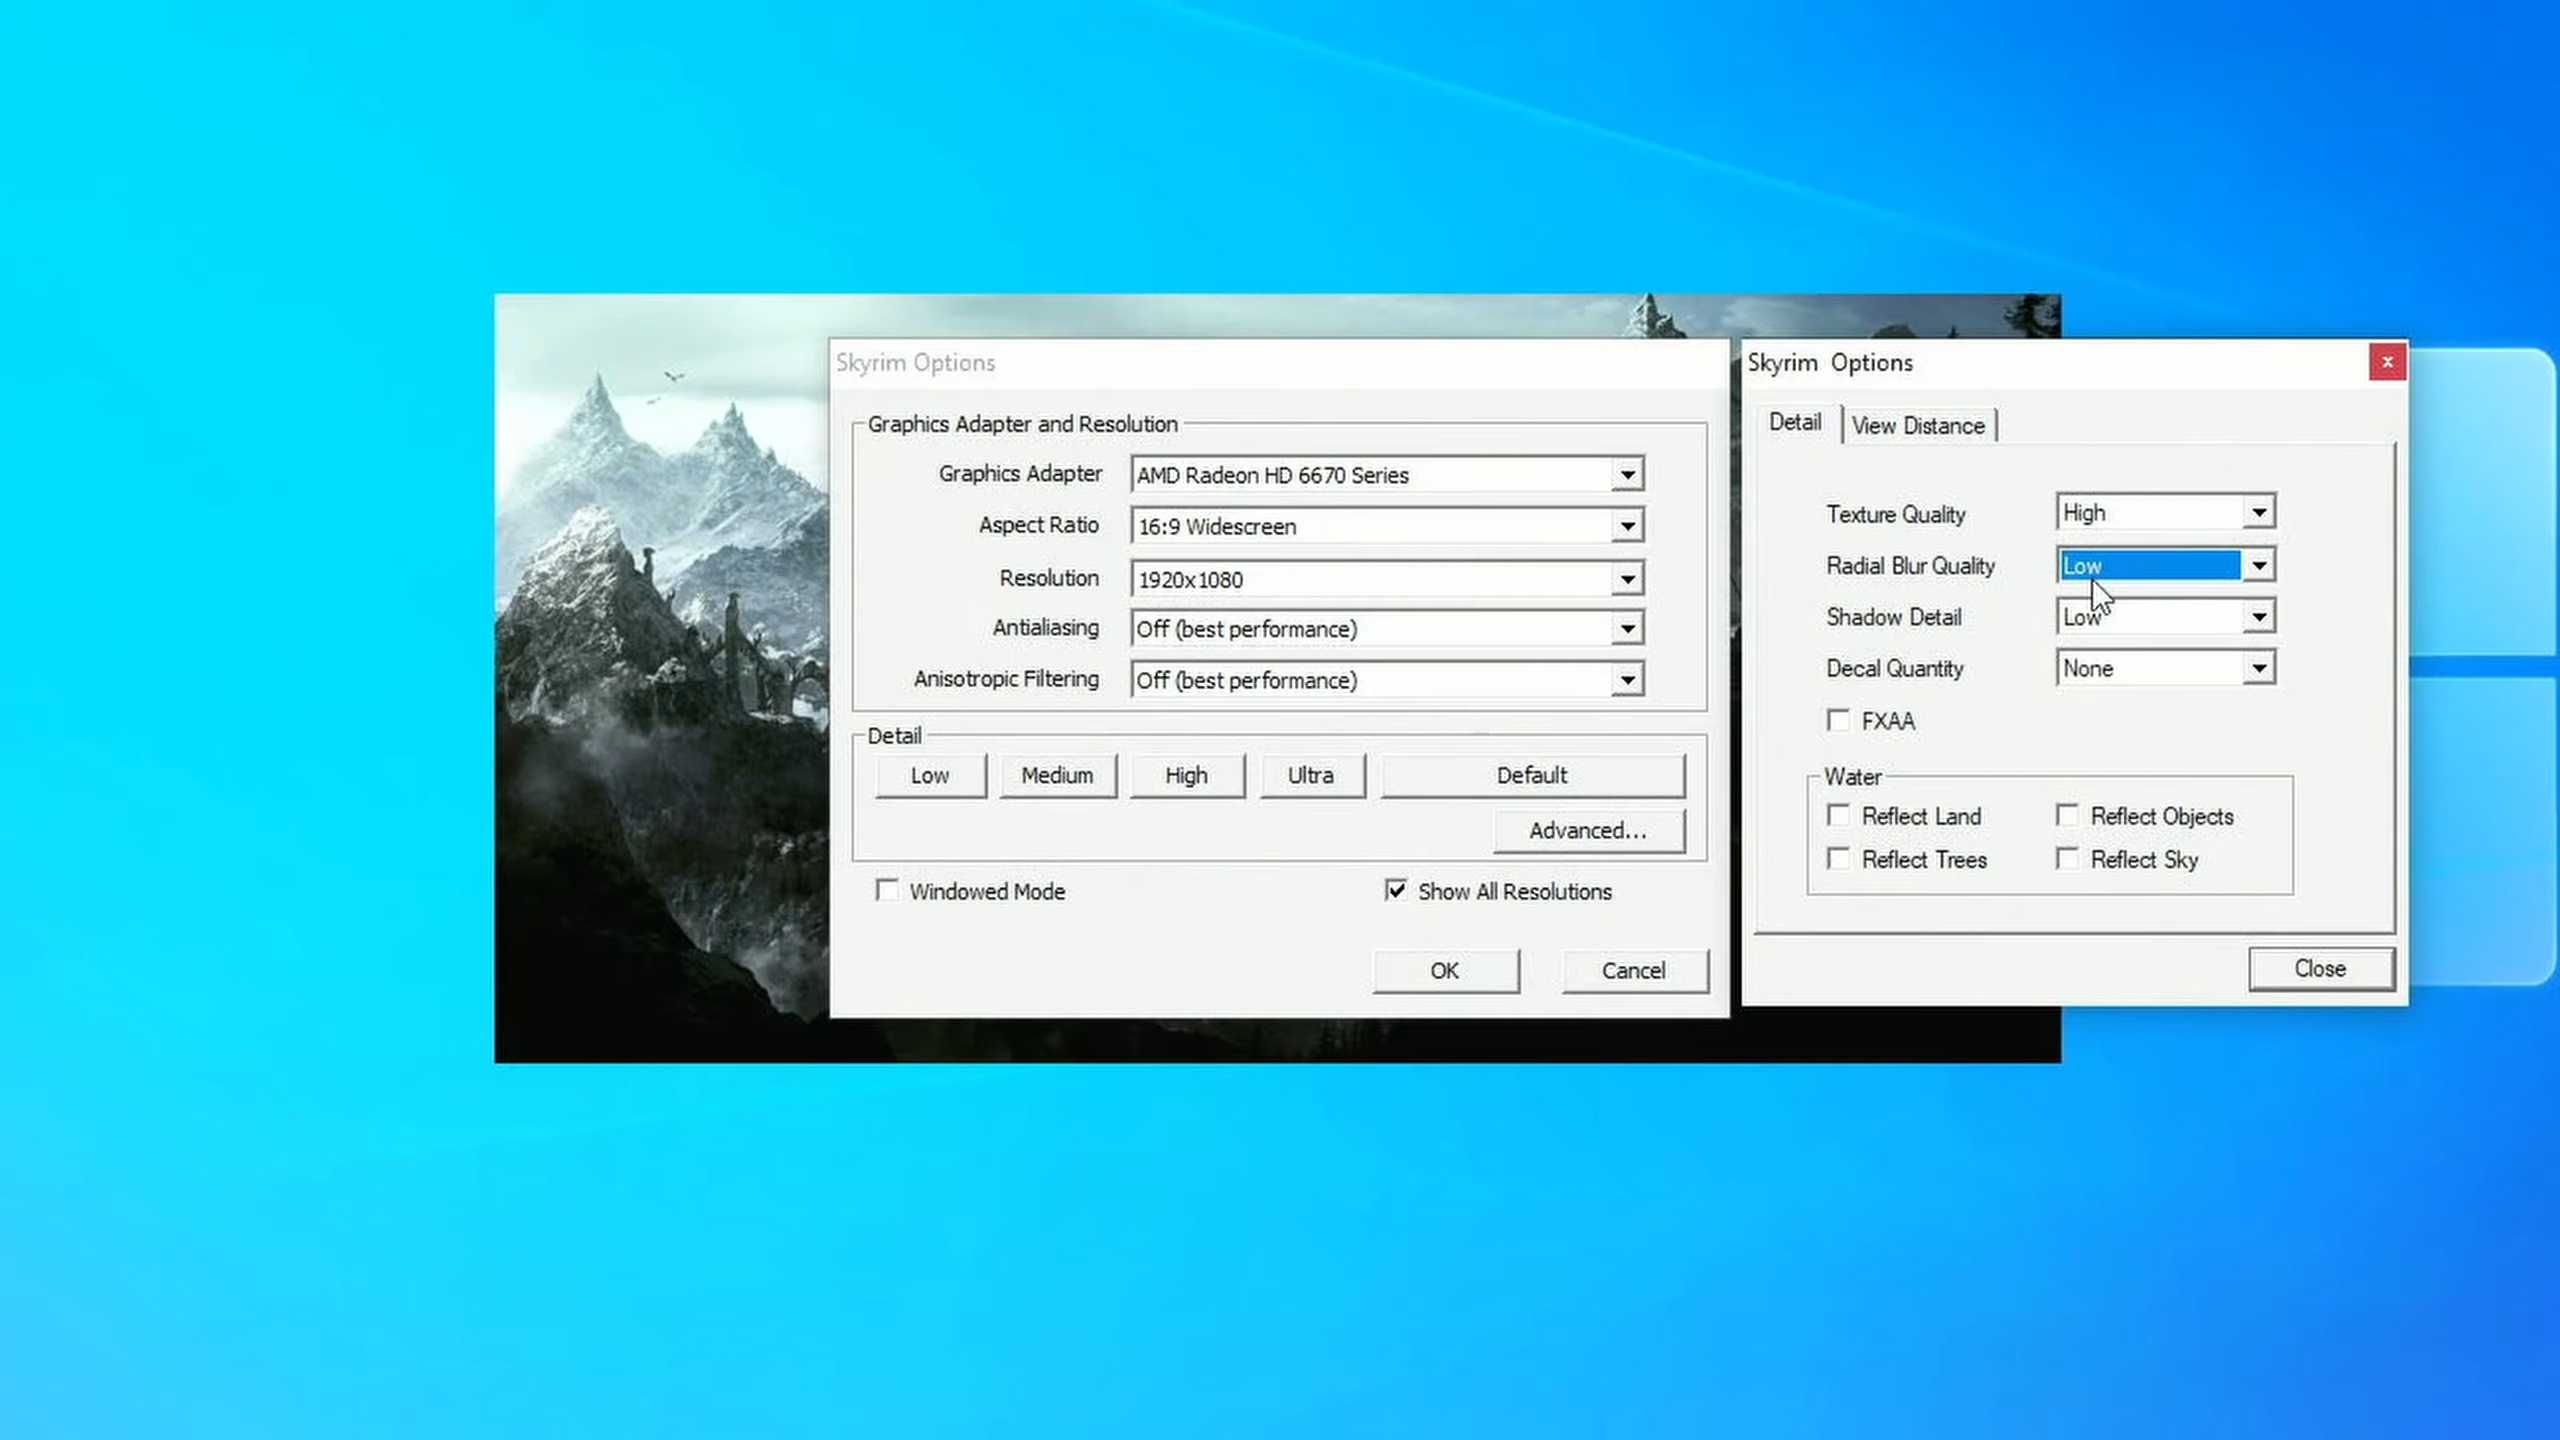 Skyrim Options
Graphics Adapter and Resolution
Graphics Adapter AMD Radeon HD 6670 Series
Aspect Ratio 16:9 Widescreen
Resolution 1920x1080
Antialiasing Off (best performance)
Anisotropic Filtering Off (best performance)
Detail
Low Medium High Ultra Default
Advanced...
Windowed Mode Show All Resolutions
OK Cancel
Skyrim Options x
Detail View Distance
Texture Quality High
Radial Blur Quality Low
Shadow Detail Low
Decal Quantity None
FXAA
Water
Reflect Land Reflect Objects
Reflect Trees Reflect Sky
Close